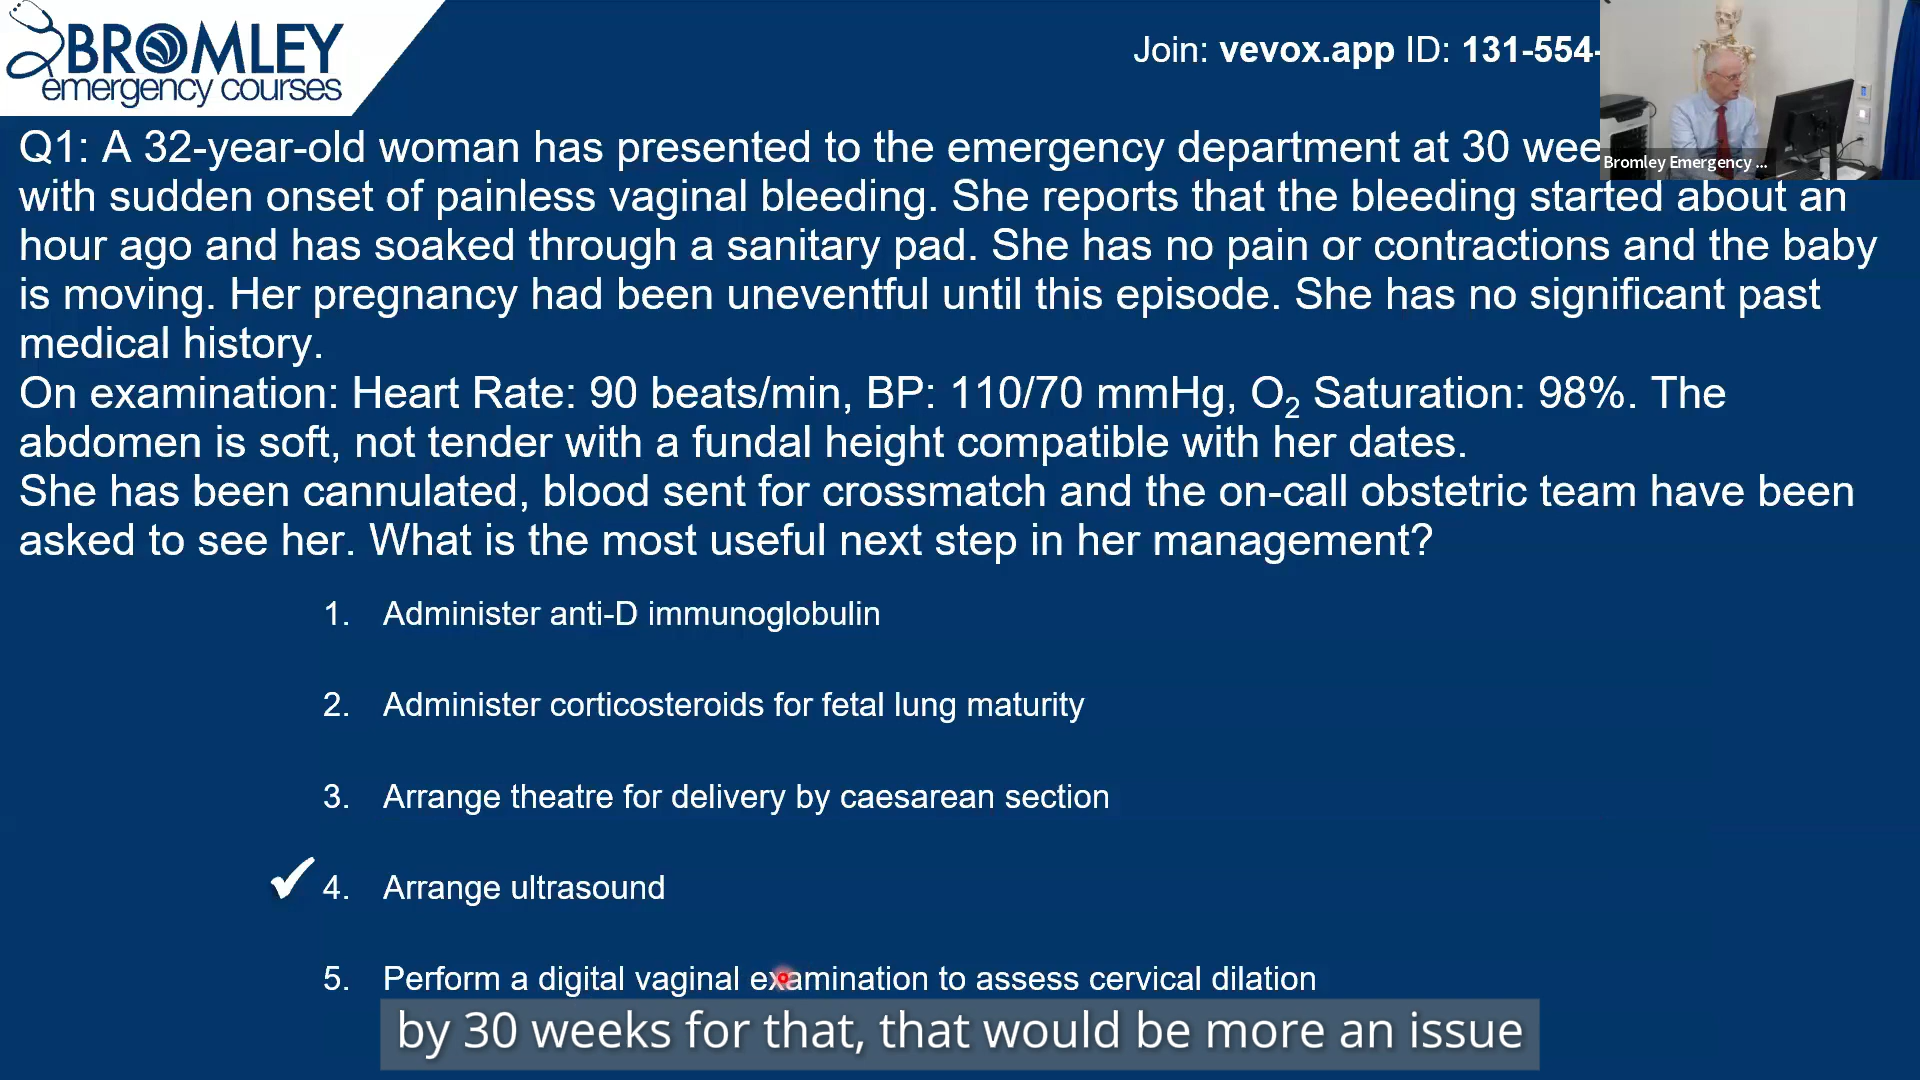 BROMLEY
emergency courses
Join: vevox.app ID: 131-554-
Bromley Emergency ...
Q1: A 32-year-old woman has presented to the emergency department at 30
with sudden onset of painless vaginal bleeding. She reports that the bleeding started about an
hour ago and has soaked through a sanitary pad. She has no pain or contractions and the baby
is moving. Her pregnancy had been uneventful until this episode. She has no significant past
medical history.
On examination: Heart Rate: 90 beats/min, BP: 110/70 mmHg, O₂ Saturation: 98%. The
abdomen is soft, not tender with a fundal height compatible with her dates.
She has been cannulated, blood sent for crossmatch and the on-call obstetric team have been
asked to see her. What is the most useful next step in her management?
1. Administer anti-D immunoglobulin
2. Administer corticosteroids for fetal lung maturity
3. Arrange theatre for delivery by caesarean section
✓ 4. Arrange ultrasound
5. Perform a digital vaginal examination to assess cervical dilation
by 30 weeks for that, that would be more an issue